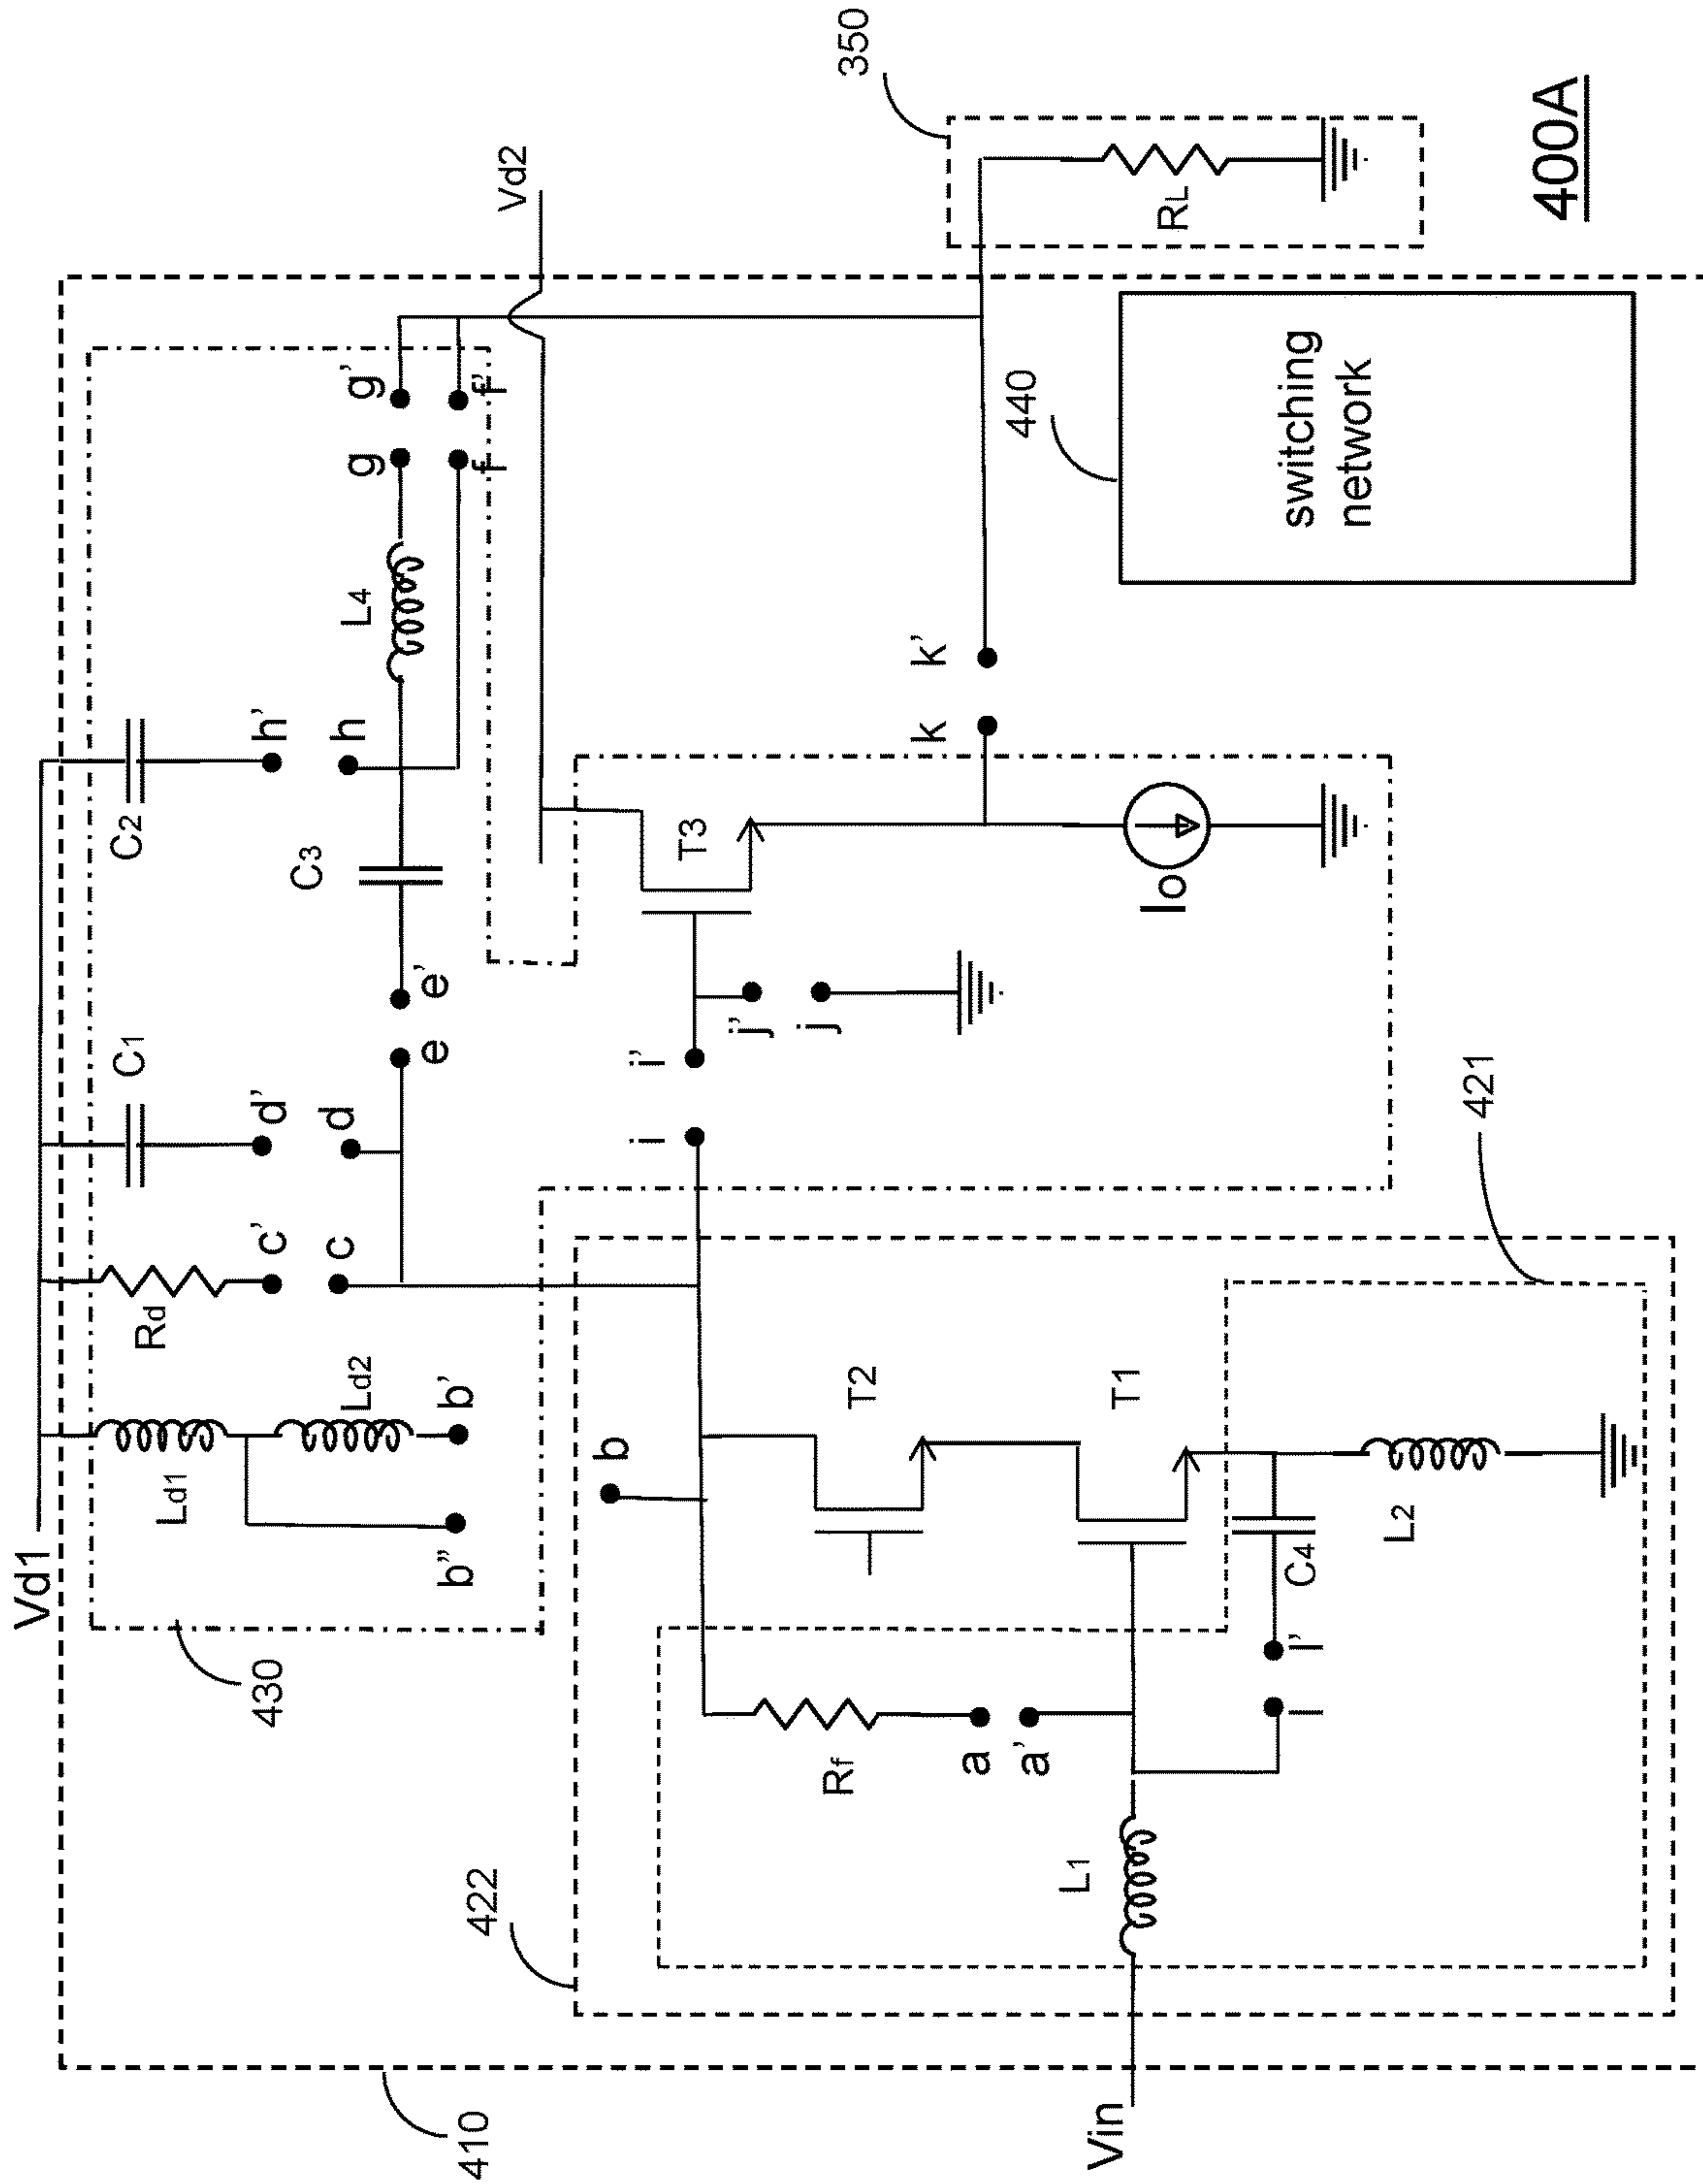 Vd1
Vd2
C1
C2
Rd
Ld1
Ld2
C3
L4
b''
b'
c'
c
d'
d
h'
h
e
e'
g
g'
f
f'
430
b
i
i'
j'
j
T3
k
k'
Io
350
RL
440
switching
network
400A
422
421
Rf
a
a'
T2
T1
L1
l
l'
C4
L2
Vin
410